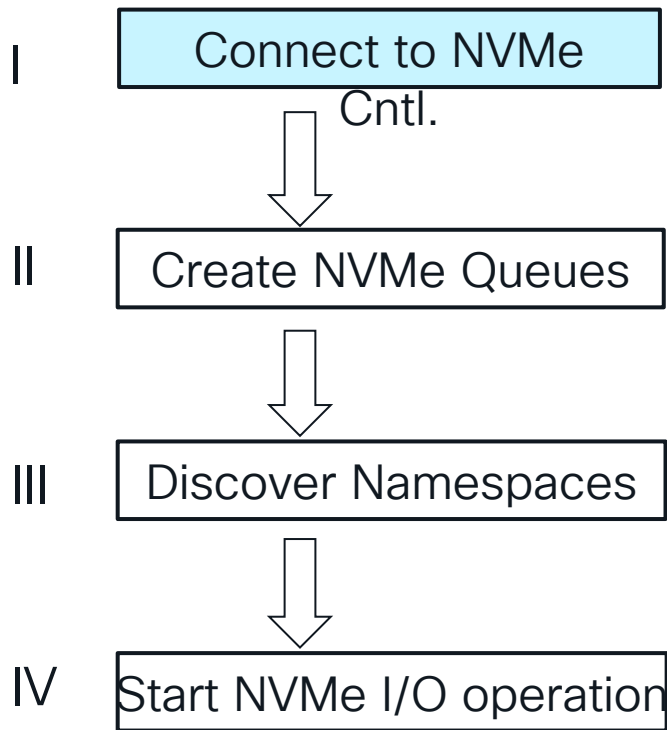 I
Connect to NVMe
Cntl.
II
Create NVMe Queues
III
Discover Namespaces
IV
Start NVMe I/O operation